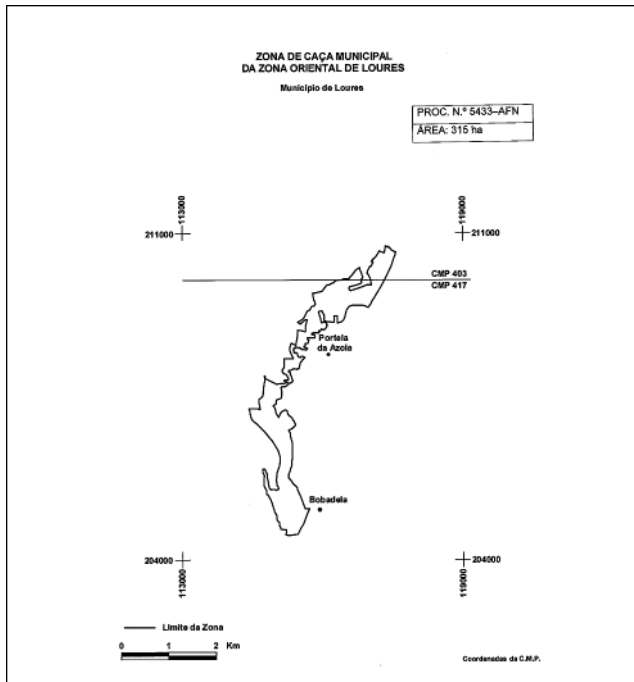 ZONA DE CAÇA MUNICIPAL
DA ZONA ORIENTAL DE LOURES
Município de Loures
PROC. N.º 5433–AFN
ÁREA: 315 ha
113000
119000
211000
211000
CMP 403
CMP 417
Portela
da Azoia
Bobadela
204000
204000
113000
119000
Limite da Zona
0 1 2 Km
Coordenadas da C.M.P.